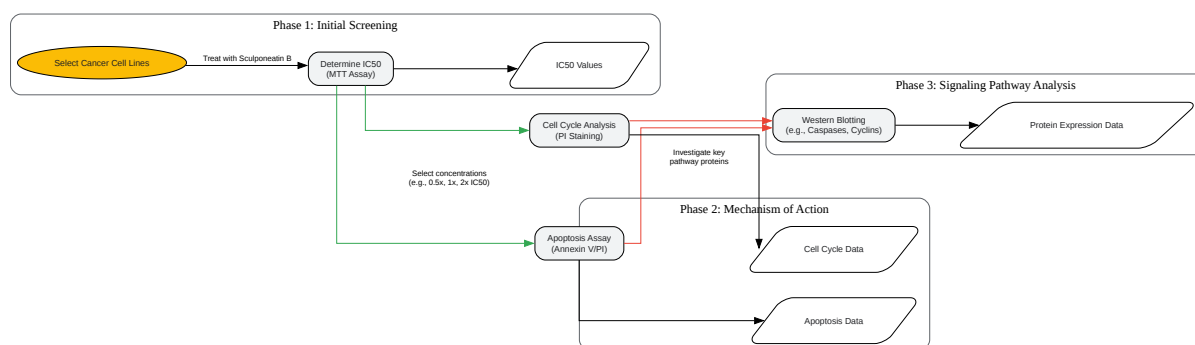 Phase 1: Initial Screening
Select Cancer Cell Lines
Treat with Sculponeatin B
Determine IC50
(MTT Assay)
IC50 Values
Phase 3: Signaling Pathway Analysis
Western Blotting
(e.g., Caspases, Cyclins)
Protein Expression Data
Cell Cycle Analysis
(PI Staining)
Investigate key
pathway proteins
Select concentrations
(e.g., 0.5x, 1x, 2x IC50)
Phase 2: Mechanism of Action
Apoptosis Assay
(Annexin V/PI)
Cell Cycle Data
Apoptosis Data